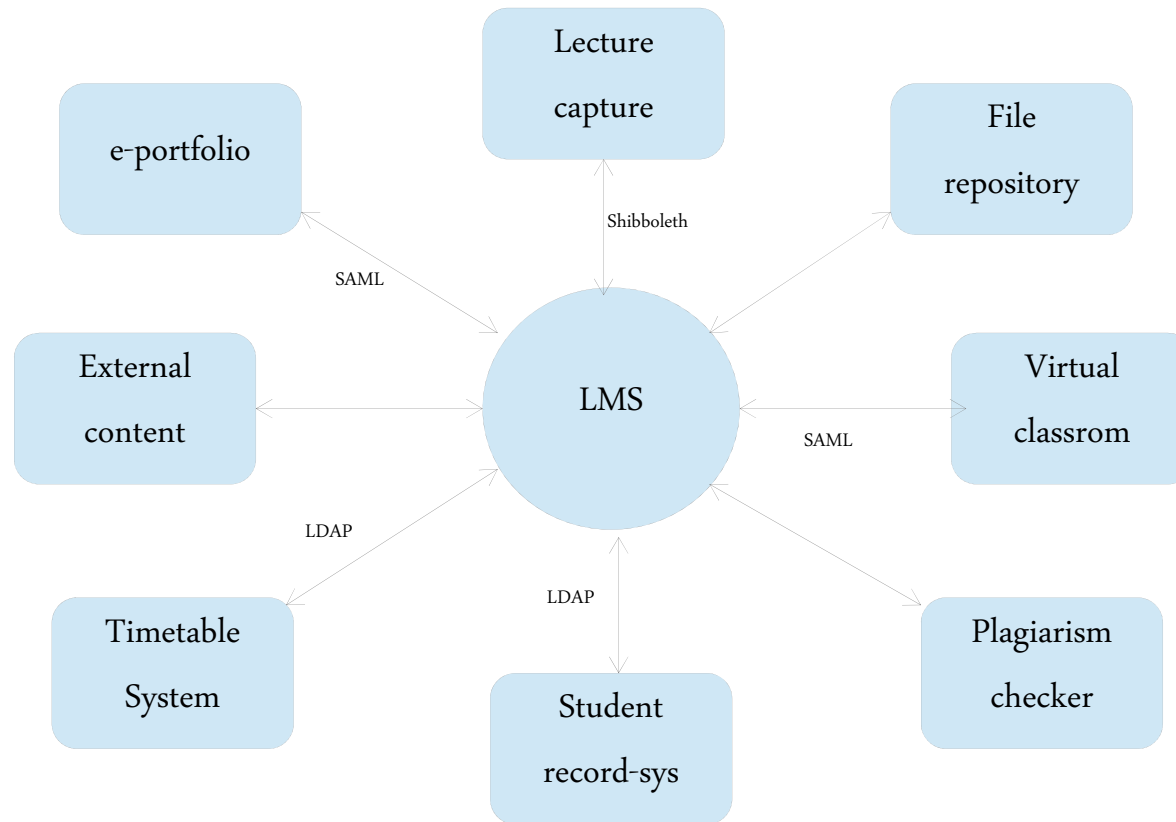 Lecture
capture
e-portfolio
File
repository
Shibboleth
SAML
External
content
LMS
Virtual
classrom
SAML
LDAP
LDAP
Timetable
System
Plagiarism
checker
Student
record-sys